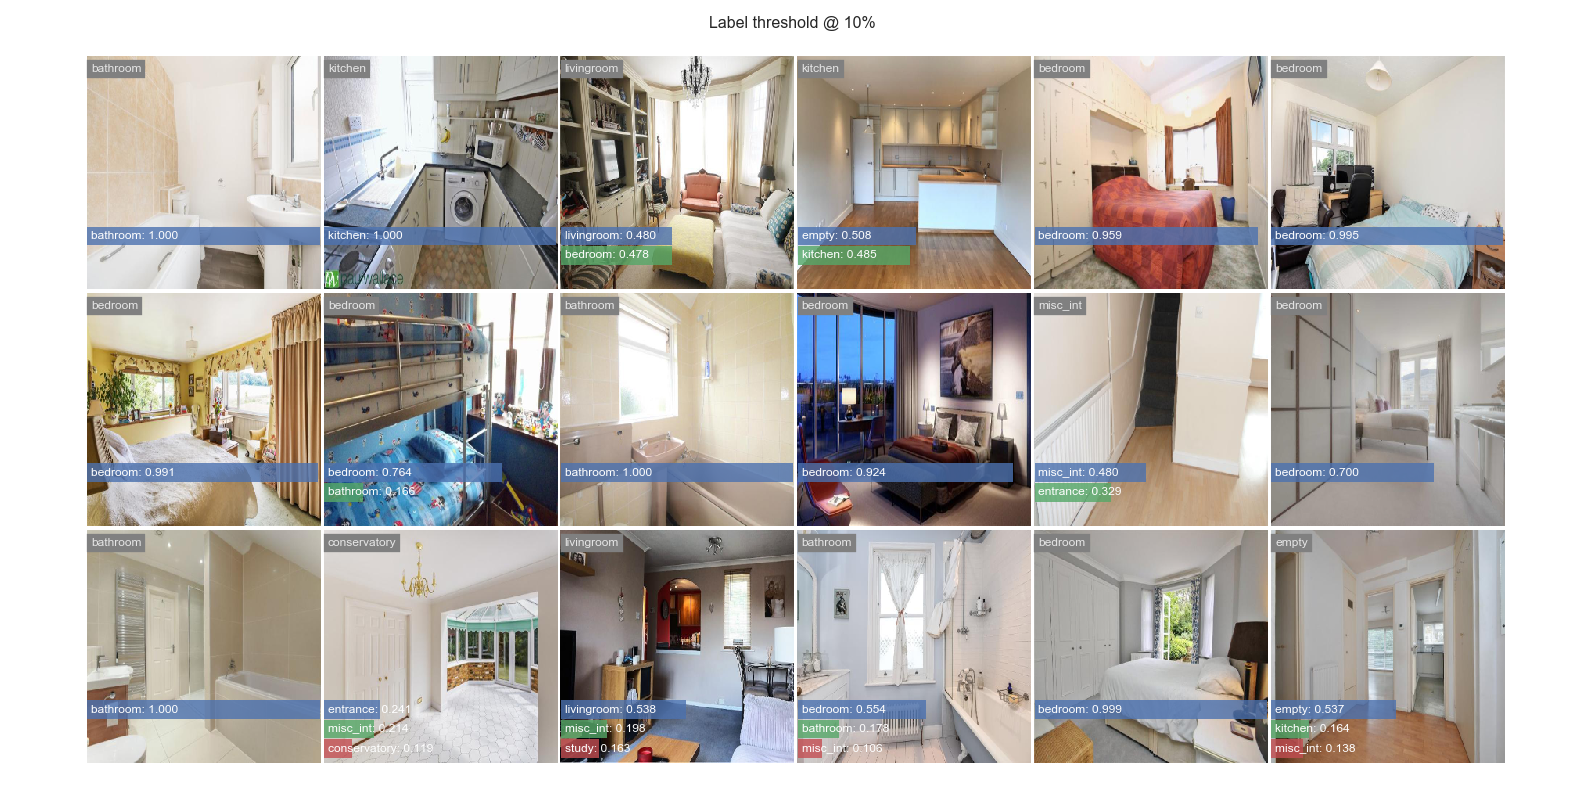 Label threshold @ 10%
bathroom
kitchen
livingroom
kitchen
bedroom
bedroom
bathroom: 1.000
kitchen: 1.000
livingroom: 0.480
bedroom: 0.478
empty: 0.508
kitchen: 0.485
bedroom: 0.959
bedroom: 0.995
bedroom
bedroom
bathroom
bedroom
misc_int
bedroom
bedroom: 0.991
bedroom: 0.764
bathroom: 0.166
bathroom: 1.000
bedroom: 0.924
misc_int: 0.480
entrance: 0.329
bedroom: 0.700
bathroom
conservatory
livingroom
bathroom
bedroom
empty
bathroom: 1.000
entrance: 0.241
misc_int: 0.214
conservatory: 0.119
livingroom: 0.538
misc_int: 0.198
study: 0.163
bedroom: 0.554
bathroom: 0.178
misc_int: 0.106
bedroom: 0.999
empty: 0.537
kitchen: 0.164
misc_int: 0.138